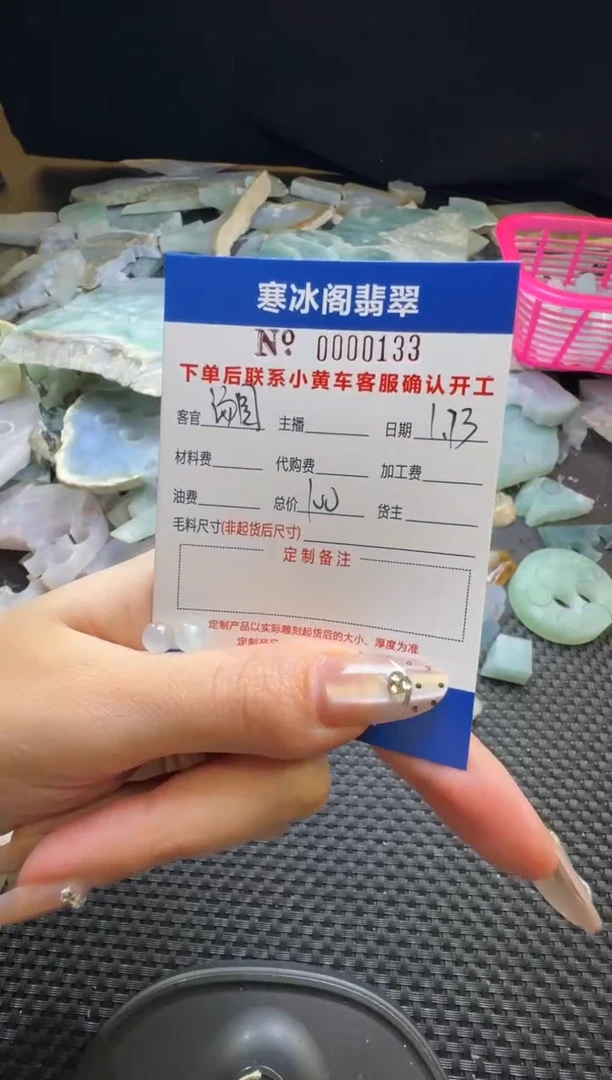 寒冰阁翡翠
Nº 0000133
下单后联系小黄车客服确认开工
客官 主播 日期 1.13
材料费 代购费 加工费
油费 总价 100 货主
毛料尺寸(非起货后尺寸)
定制备注
定制产品以实际雕刻起货后的大小、厚度为准